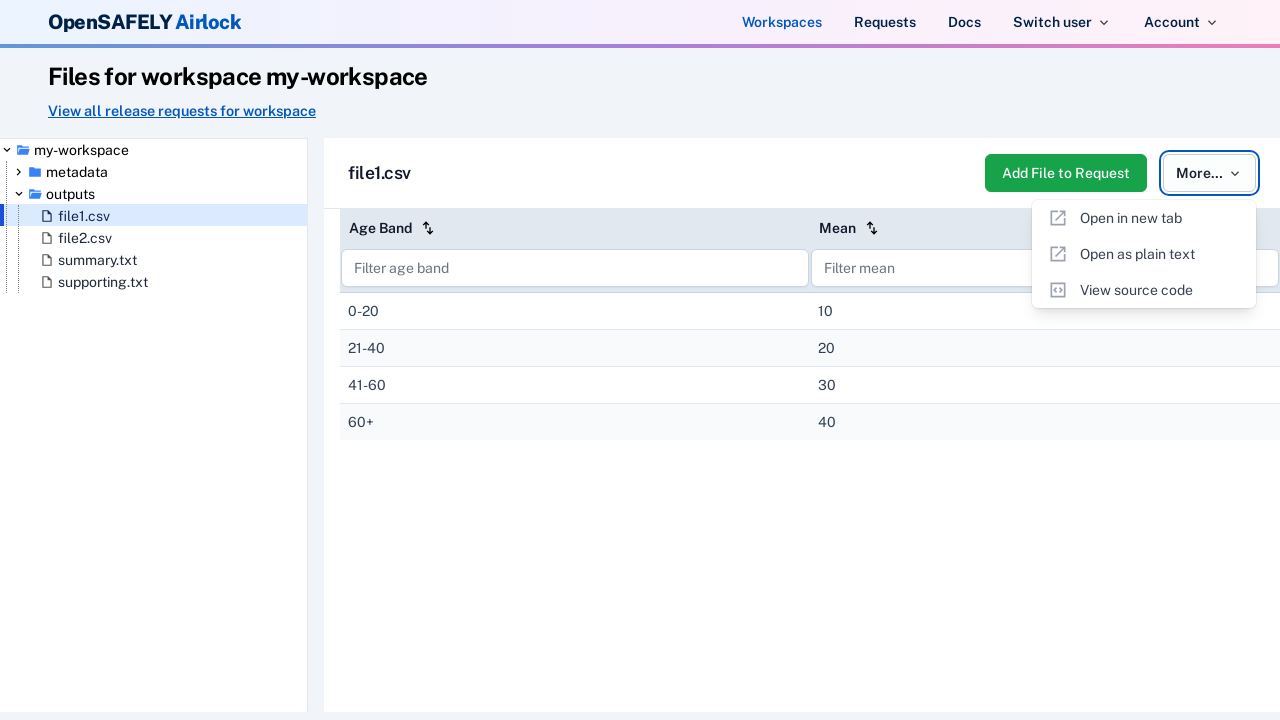 OpenSAFELY Airlock
Workspaces Requests Docs Switch user Account
Files for workspace my-workspace
View all release requests for workspace
my-workspace
metadata
outputs
file1.csv
file2.csv
summary.txt
supporting.txt
file1.csv
Add File to Request
More...
Open in new tab
Open as plain text
View source code
Age Band Mean
Filter age band Filter mean
0-20 10
21-40 20
41-60 30
60+ 40